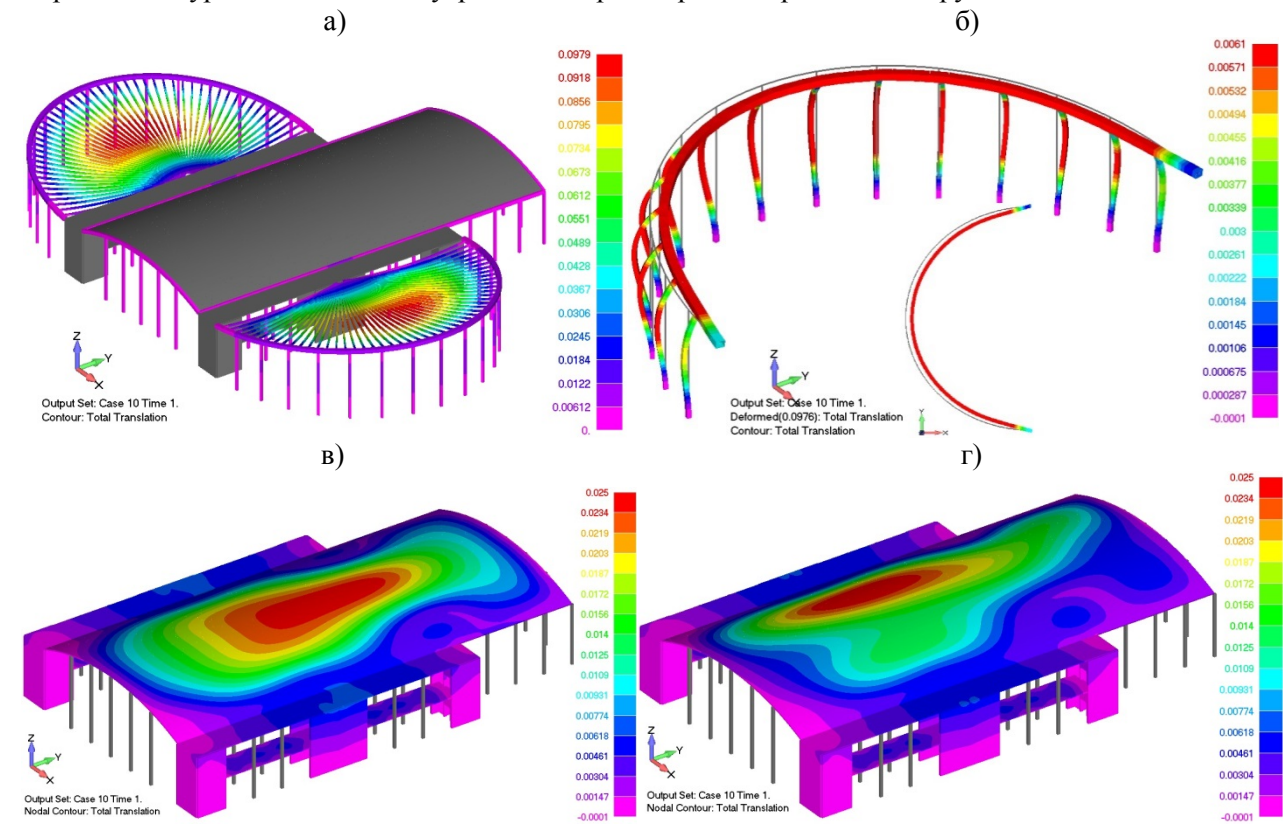 а)
б)
0.0979
0.0918
0.0856
0.0795
0.0734
0.0673
0.0612
0.0551
0.0489
0.0428
0.0367
0.0306
0.0245
0.0184
0.0122
0.00612
0.
Z
Y
X
Output Set: Case 10 Time 1.
Contour: Total Translation
0.0061
0.00571
0.00532
0.00494
0.00455
0.00416
0.00377
0.00339
0.003
0.00261
0.00222
0.00184
0.00145
0.00106
0.000675
0.000287
-0.0001
Z
Y
X
Output Set: Case 10 Time 1.
Deformed(0.0976): Total Translation
Contour: Total Translation
Y
X
в)
г)
0.025
0.0234
0.0219
0.0203
0.0187
0.0172
0.0156
0.014
0.0125
0.0109
0.00931
0.00774
0.00618
0.00461
0.00304
0.00147
-0.0001
Z
Y
X
Output Set: Case 10 Time 1.
Nodal Contour: Total Translation
0.025
0.0234
0.0219
0.0203
0.0187
0.0172
0.0156
0.014
0.0125
0.0109
0.00931
0.00774
0.00618
0.00461
0.00304
0.00147
-0.0001
Z
Y
X
Output Set: Case 10 Time 1.
Nodal Contour: Total Translation